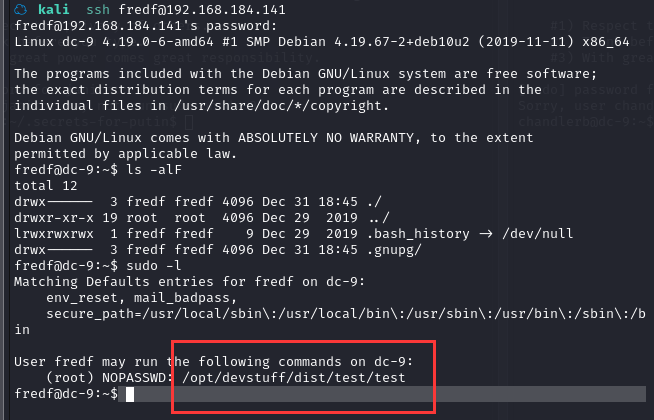 kali ssh fredf@192.168.184.141
fredf@192.168.184.141's password:
Linux dc-9 4.19.0-6-amd64 #1 SMP Debian 4.19.67-2+deb10u2 (2019-11-11) x86_64
The programs included with the Debian GNU/Linux system are free software;
the exact distribution terms for each program are described in the
individual files in /usr/share/doc/*/copyright.
Debian GNU/Linux comes with ABSOLUTELY NO WARRANTY, to the extent
permitted by applicable law.
fredf@dc-9:~$ ls -alF
total 12
drwx------  3 fredf fredf 4096 Dec 31 18:45 ./
drwxr-xr-x 19 root  root  4096 Dec 29  2019 ../
lrwxrwxrwx  1 fredf fredf    9 Dec 29  2019 .bash_history -> /dev/null
drwx------  3 fredf fredf 4096 Dec 31 18:45 .gnupg/
fredf@dc-9:~$ sudo -l
Matching Defaults entries for fredf on dc-9:
    env_reset, mail_badpass,
    secure_path=/usr/local/sbin\:/usr/local/bin\:/usr/sbin\:/usr/bin\:/sbin\:/b
in
User fredf may run the following commands on dc-9:
    (root) NOPASSWD: /opt/devstuff/dist/test/test
fredf@dc-9:~$